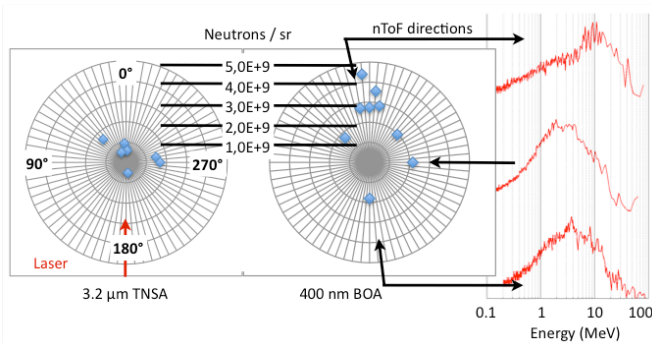 Neutrons / sr
nToF directions
0°
90°
270°
180°
Laser
5,0E+9
4,0E+9
3,0E+9
2,0E+9
1,0E+9
3.2 μm TNSA
400 nm BOA
0.1 1 10 100
Energy (MeV)